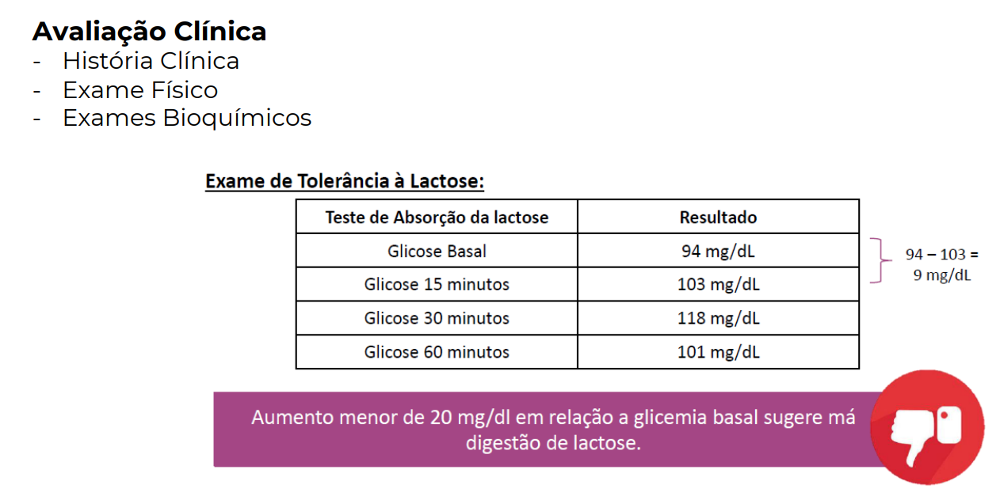 Avaliação Clínica
- História Clínica
- Exame Físico
- Exames Bioquímicos
Exame de Tolerância à Lactose:
Teste de Absorção da lactose Resultado
Glicose Basal 94 mg/dL
Glicose 15 minutos 103 mg/dL
Glicose 30 minutos 118 mg/dL
Glicose 60 minutos 101 mg/dL
94 – 103 =
9 mg/dL
Aumento menor de 20 mg/dl em relação a glicemia basal sugere má
digestão de lactose.